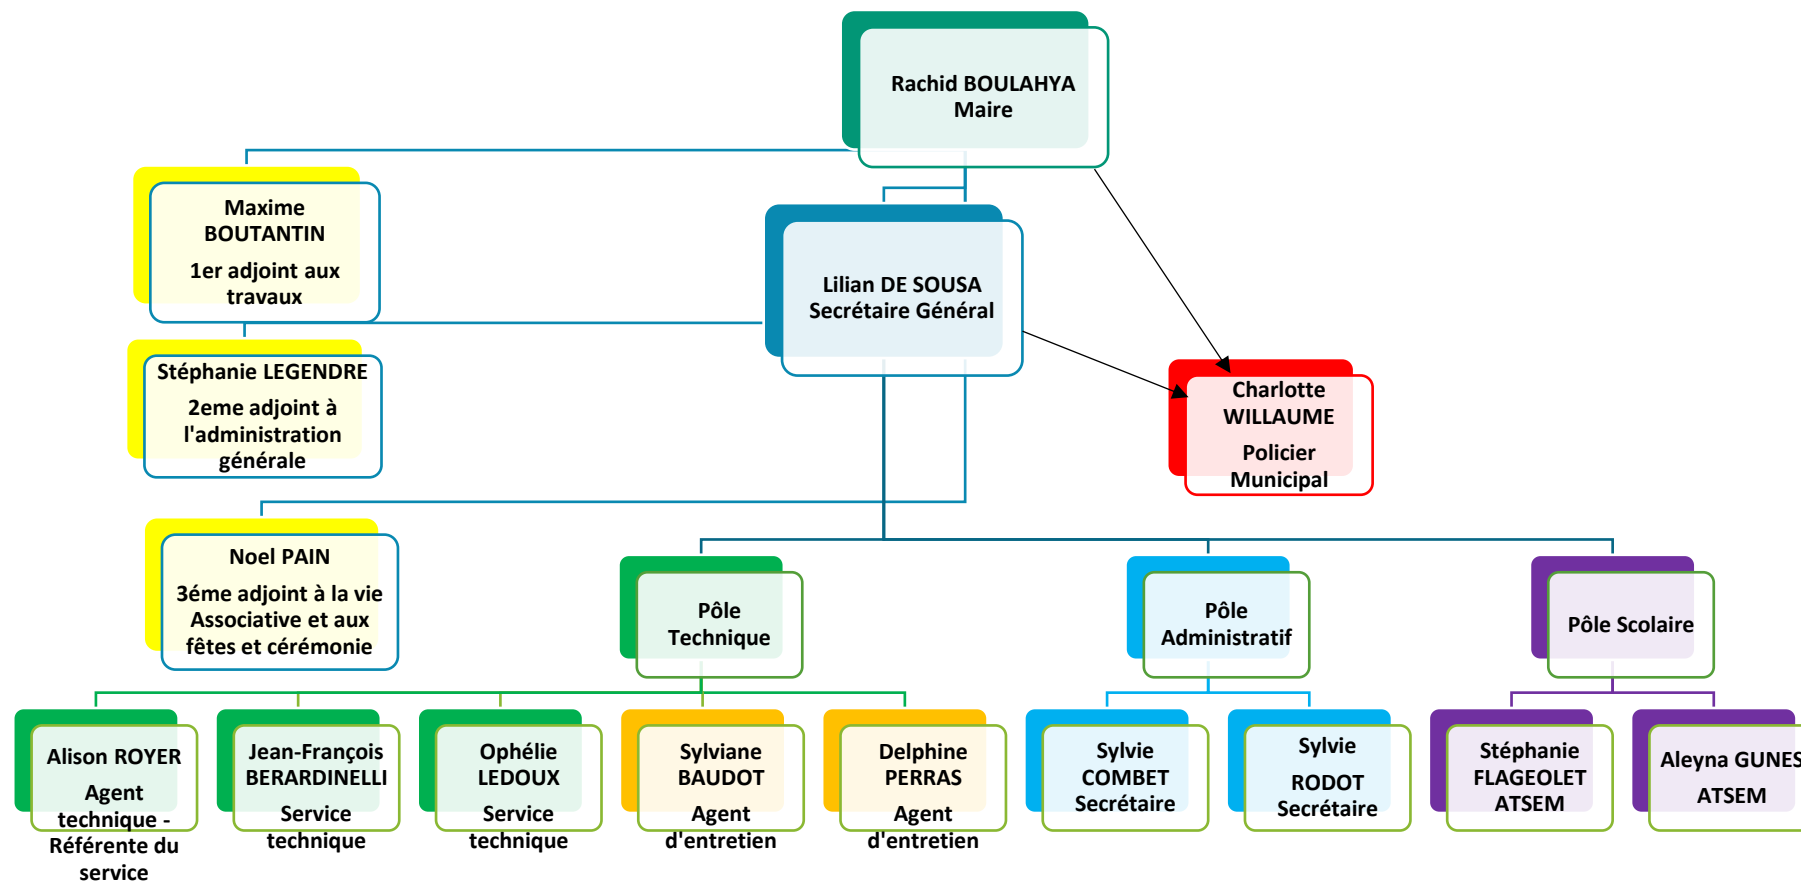 Rachid BOULAHYA
Maire
Maxime
BOUTANTIN
1er adjoint aux
travaux
Lilian DE SOUSA
Secrétaire Général
Stéphanie LEGENDRE
2eme adjoint à
l'administration
générale
Charlotte
WILLAUME
Policier
Municipal
Noel PAIN
3éme adjoint à la vie
Associative et aux
fêtes et cérémonie
Pôle
Technique
Pôle
Administratif
Pôle Scolaire
Alison ROYER
Agent
technique -
Référente du
service
Jean-François
BERARDINELLI
Service
technique
Ophélie
LEDOUX
Service
technique
Sylviane
BAUDOT
Agent
d'entretien
Delphine
PERRAS
Agent
d'entretien
Sylvie
COMBET
Secrétaire
Sylvie
RODOT
Secrétaire
Stéphanie
FLAGEOLET
ATSEM
Aleyna GUNES
ATSEM